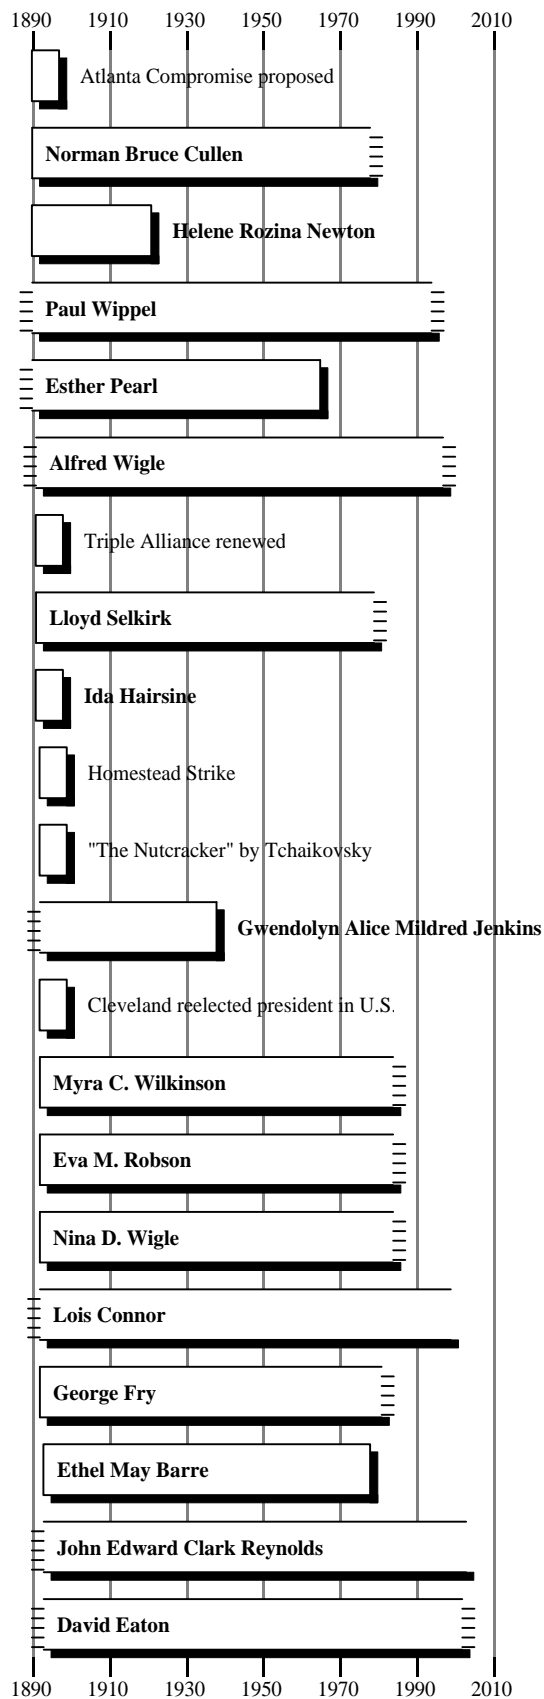 1890 1910 1930 1950 1970 1990 2010
Atlanta Compromise proposed
Norman Bruce Cullen
Helene Rozina Newton
Paul Wippel
Esther Pearl
Alfred Wigle
Triple Alliance renewed
Lloyd Selkirk
Ida Hairsine
Homestead Strike
"The Nutcracker" by Tchaikovsky
Gwendolyn Alice Mildred Jenkins
Cleveland reelected president in U.S.
Myra C. Wilkinson
Eva M. Robson
Nina D. Wigle
Lois Connor
George Fry
Ethel May Barre
John Edward Clark Reynolds
David Eaton
1890 1910 1930 1950 1970 1990 2010